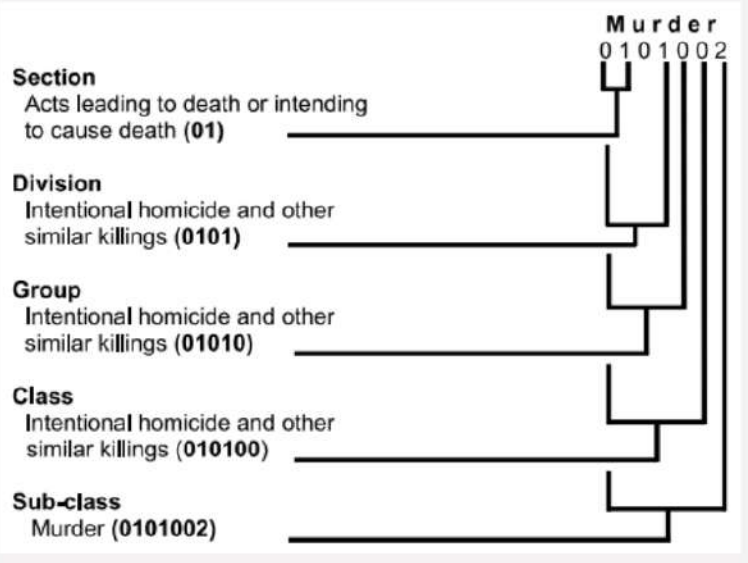 Murder
0101002
Section
Acts leading to death or intending
to cause death (01)
Division
Intentional homicide and other
similar killings (0101)
Group
Intentional homicide and other
similar killings (01010)
Class
Intentional homicide and other
similar killings (010100)
Sub-class
Murder (0101002)